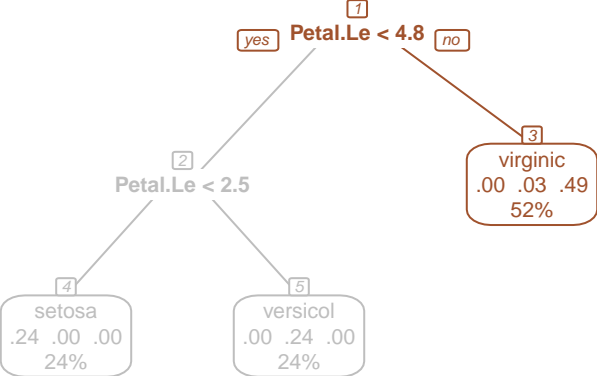 1
yes Petal.Le < 4.8 no
2
Petal.Le < 2.5
3
virginic
.00 .03 .49
52%
4
setosa
.24 .00 .00
24%
5
versicol
.00 .24 .00
24%